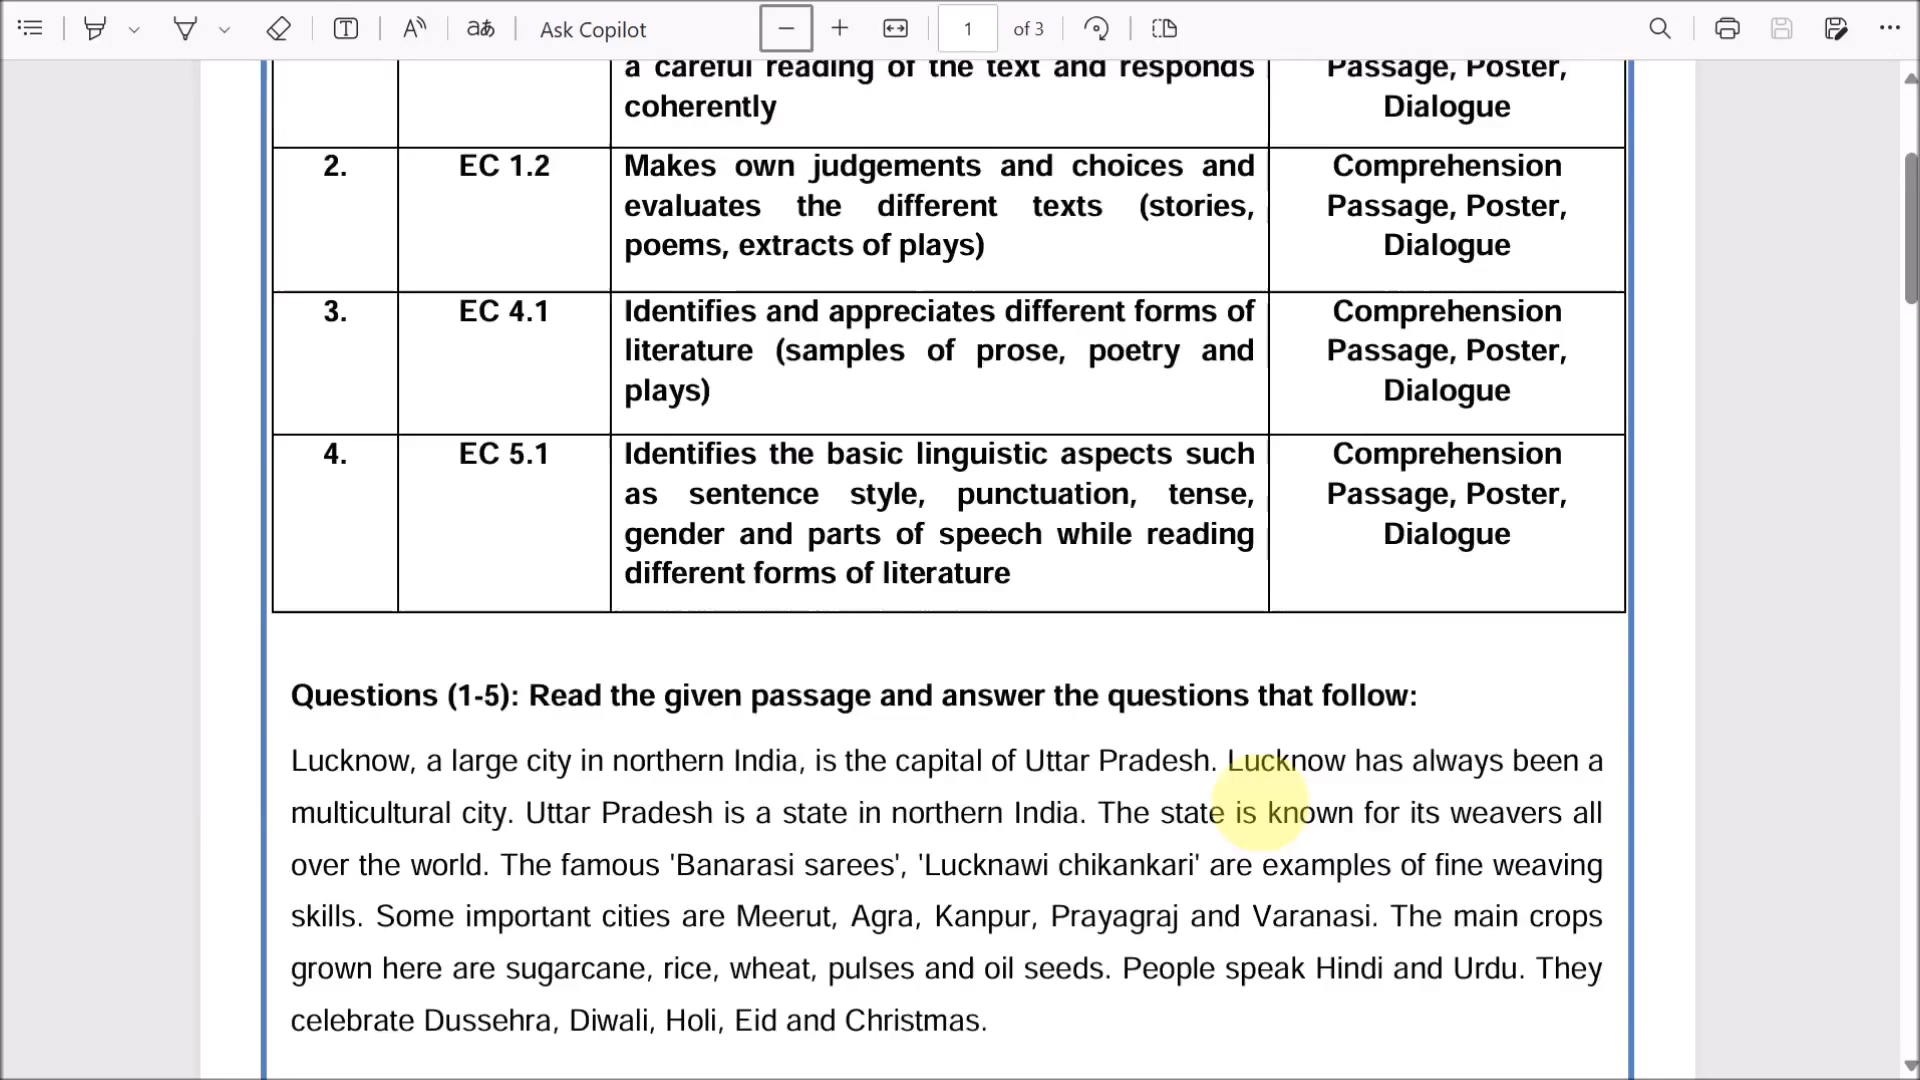 Ask Copilot
1
of 3
a careful reading of the text and responds
coherently
Passage, Poster,
Dialogue
2.
EC 1.2
Makes own judgements and choices and
evaluates the different texts (stories,
poems, extracts of plays)
Comprehension
Passage, Poster,
Dialogue
3.
EC 4.1
Identifies and appreciates different forms of
literature (samples of prose, poetry and
plays)
Comprehension
Passage, Poster,
Dialogue
4.
EC 5.1
Identifies the basic linguistic aspects such
as sentence style, punctuation, tense,
gender and parts of speech while reading
different forms of literature
Comprehension
Passage, Poster,
Dialogue
Questions (1-5): Read the given passage and answer the questions that follow:
Lucknow, a large city in northern India, is the capital of Uttar Pradesh. Lucknow has always been a
multicultural city. Uttar Pradesh is a state in northern India. The state is known for its weavers all
over the world. The famous 'Banarasi sarees', 'Lucknawi chikankari' are examples of fine weaving
skills. Some important cities are Meerut, Agra, Kanpur, Prayagraj and Varanasi. The main crops
grown here are sugarcane, rice, wheat, pulses and oil seeds. People speak Hindi and Urdu. They
celebrate Dussehra, Diwali, Holi, Eid and Christmas.